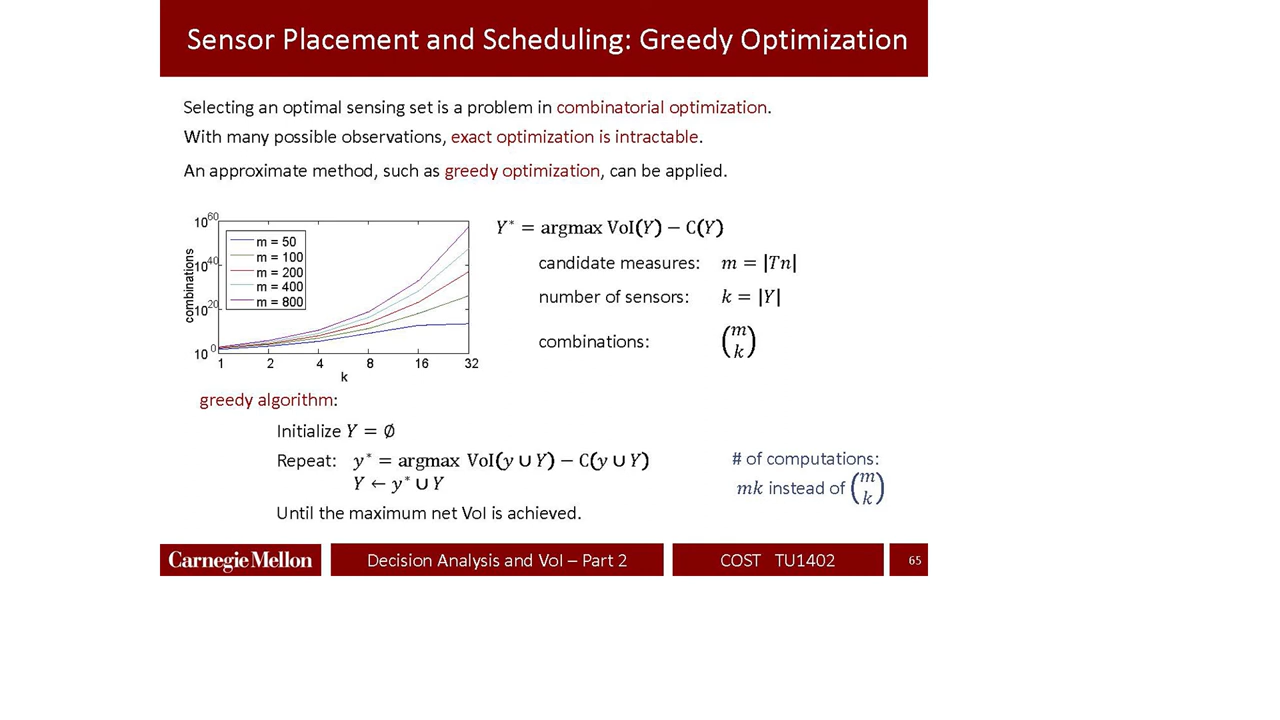 Sensor Placement and Scheduling: Greedy Optimization
Selecting an optimal sensing set is a problem in combinatorial optimization.
With many possible observations, exact optimization is intractable.
An approximate method, such as greedy optimization, can be applied.
10^60
10^40
10^20
10^0
combinations
m = 50
m = 100
m = 200
m = 400
m = 800
1 2 4 8 16 32
k
Y* = argmax VoI(Y) − C(Y)
candidate measures: m = |Tn|
number of sensors: k = |Y|
combinations: (m k)
greedy algorithm:
Initialize Y = ∅
Repeat: y* = argmax VoI(y ∪ Y) − C(y ∪ Y)
Y ← y* ∪ Y
Until the maximum net VoI is achieved.
# of computations:
mk instead of (m k)
Carnegie Mellon
Decision Analysis and VoI – Part 2
COST TU1402
65